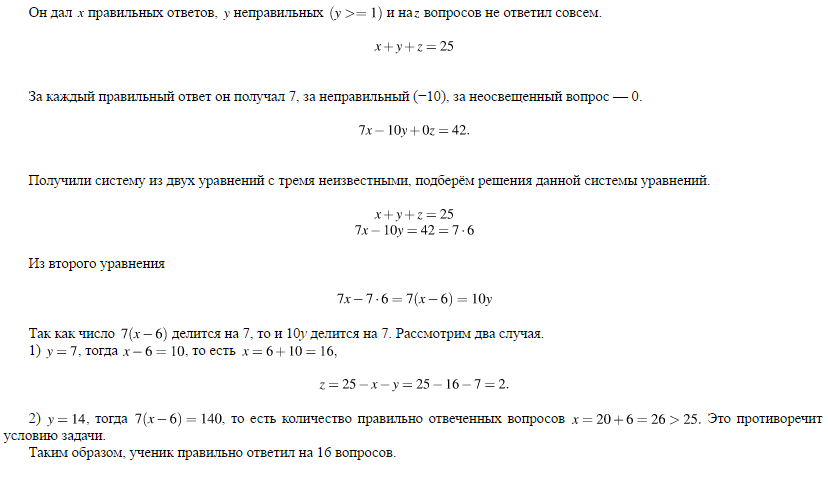 Он дал x правильных ответов, y неправильных (y >= 1) и на z вопросов не ответил совсем.
x + y + z = 25
За каждый правильный ответ он получал 7, за неправильный (−10), за неосвещенный вопрос — 0.
7x − 10y + 0z = 42.
Получили систему из двух уравнений с тремя неизвестными, подберём решения данной системы уравнений.
x + y + z = 25
7x − 10y = 42 = 7 · 6
Из второго уравнения
7x − 7 · 6 = 7(x − 6) = 10y
Так как число 7(x − 6) делится на 7, то и 10y делится на 7. Рассмотрим два случая.
1) y = 7, тогда x − 6 = 10, то есть x = 6 + 10 = 16,
z = 25 − x − y = 25 − 16 − 7 = 2.
2) y = 14, тогда 7(x − 6) = 140, то есть количество правильно отвеченных вопросов x = 20 + 6 = 26 > 25. Это противоречит
условию задачи.
Таким образом, ученик правильно ответил на 16 вопросов.